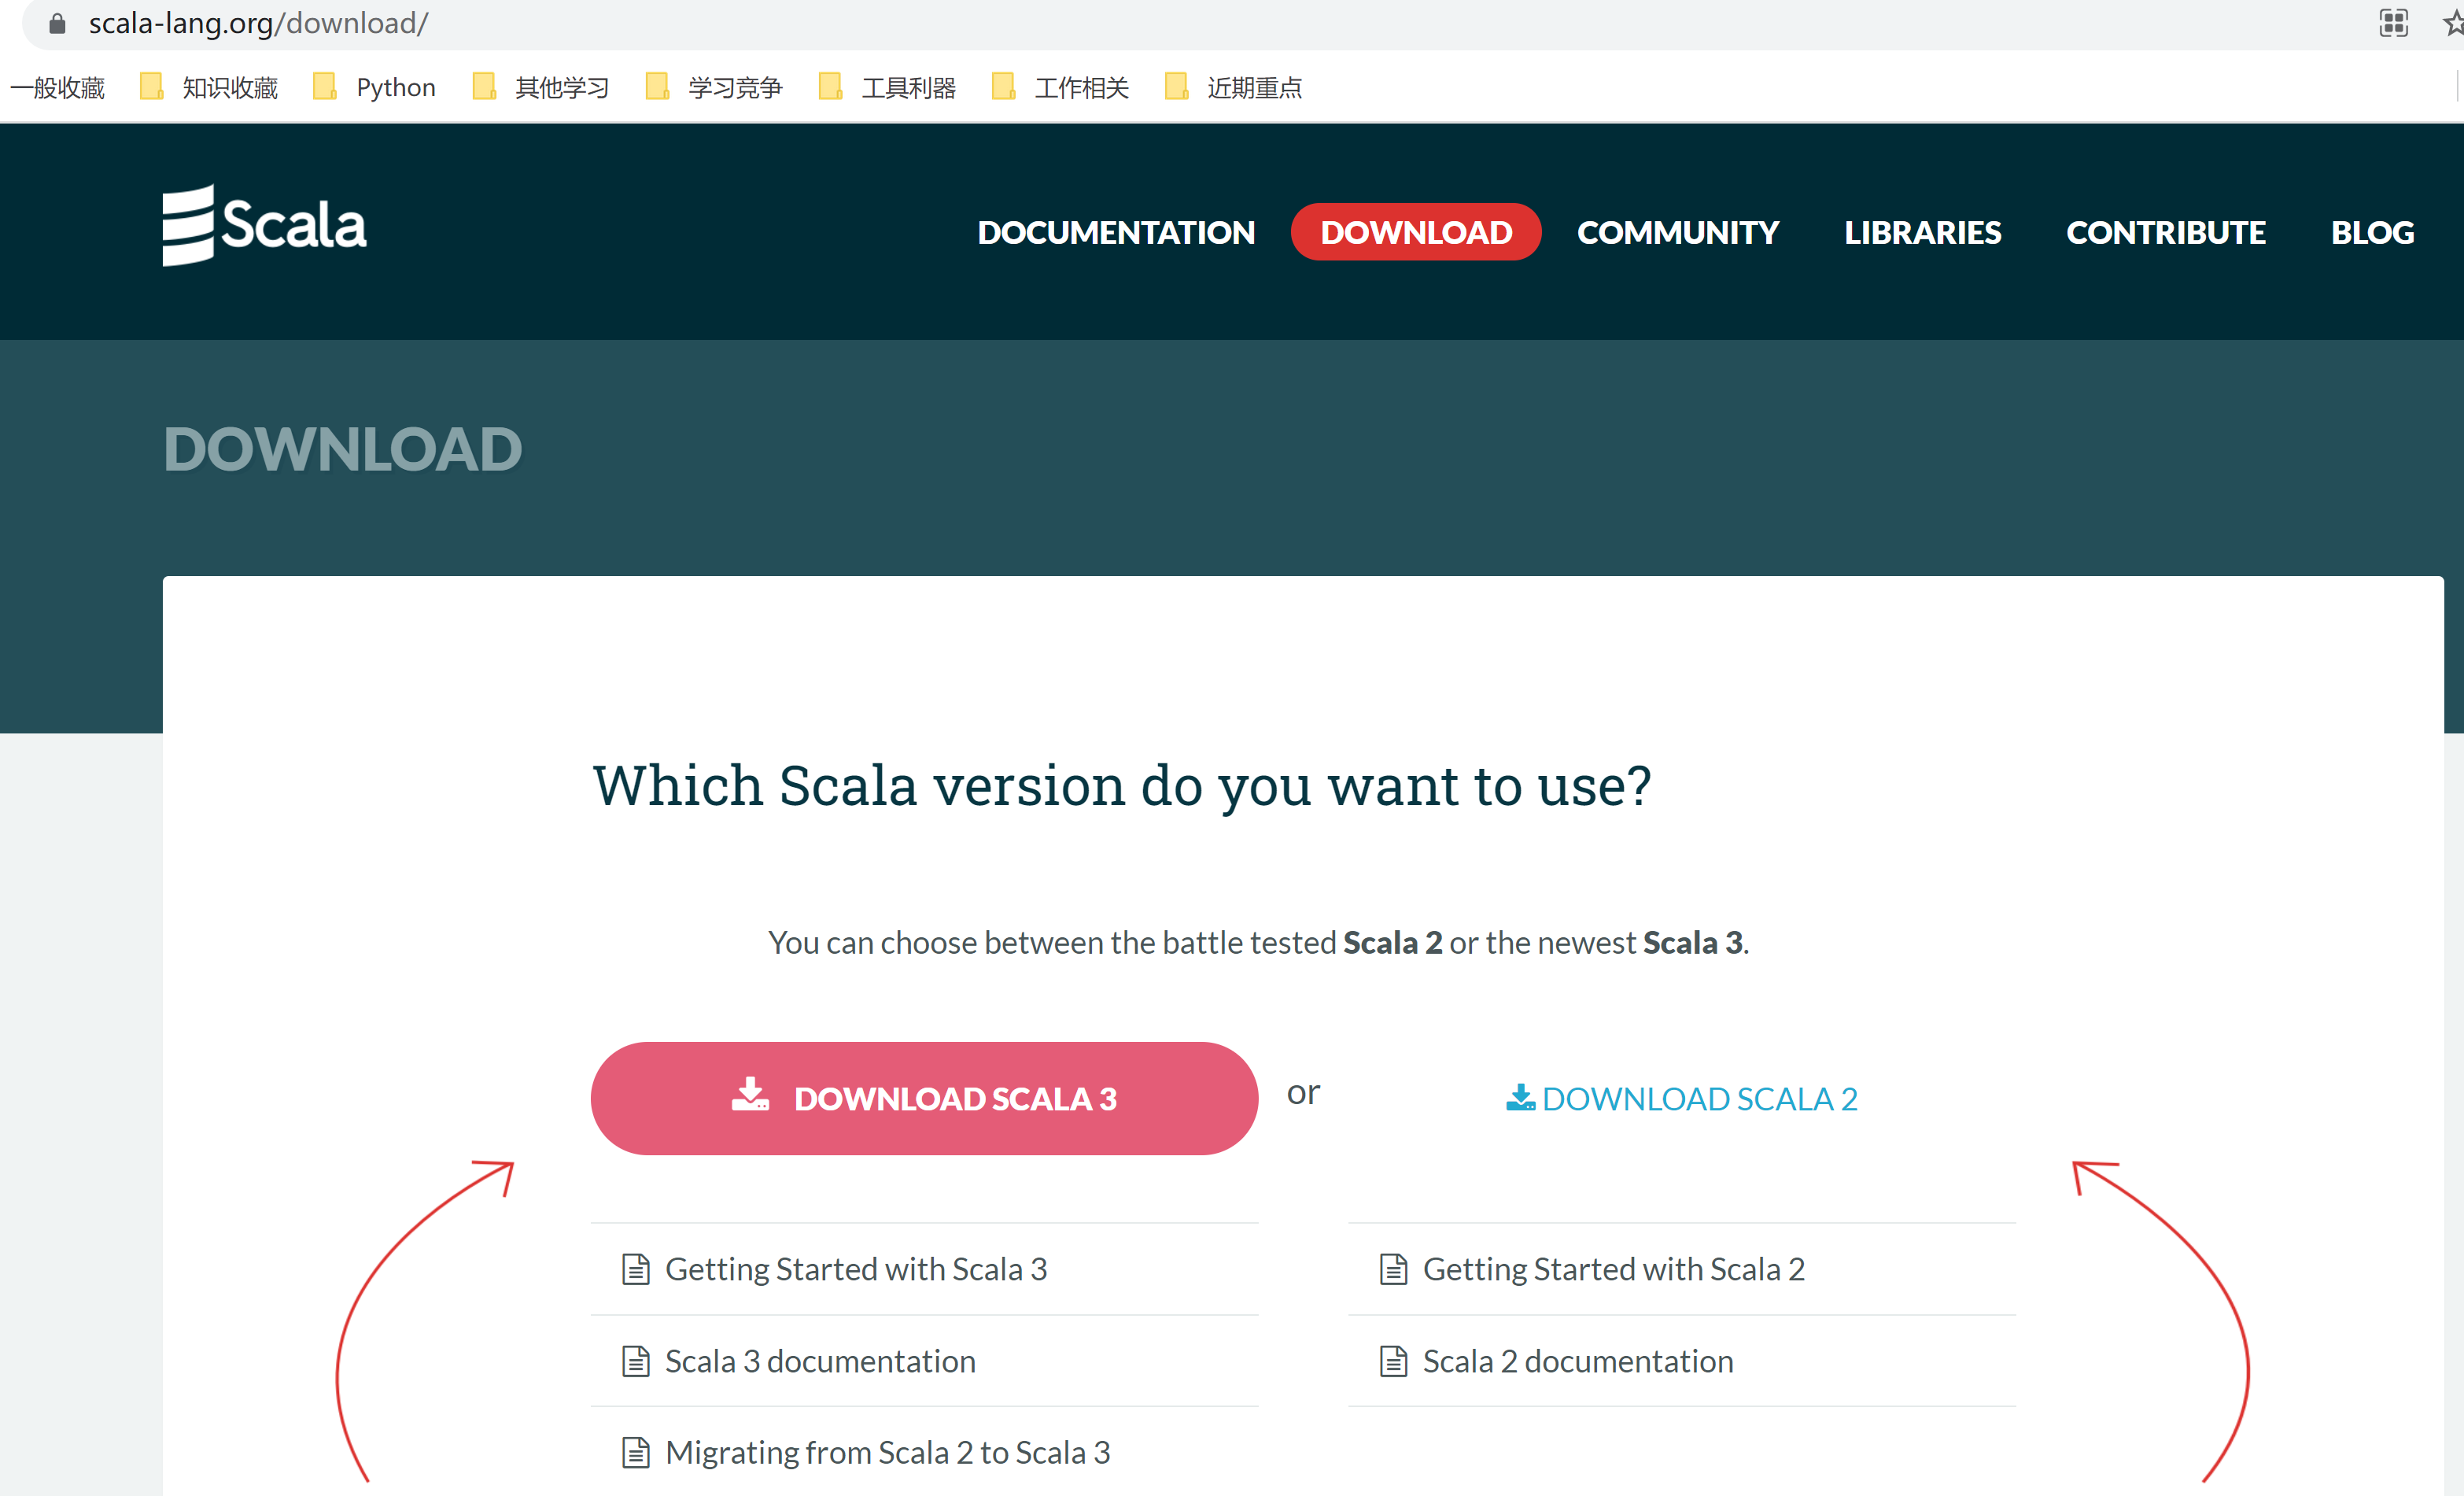 scala-lang.org/download/
一般收藏 知识收藏 Python 其他学习 学习竞争 工具利器 工作相关 近期重点
Scala DOCUMENTATION DOWNLOAD COMMUNITY LIBRARIES CONTRIBUTE BLOG
DOWNLOAD
Which Scala version do you want to use?
You can choose between the battle tested Scala 2 or the newest Scala 3.
DOWNLOAD SCALA 3 or DOWNLOAD SCALA 2
Getting Started with Scala 3 Getting Started with Scala 2
Scala 3 documentation Scala 2 documentation
Migrating from Scala 2 to Scala 3